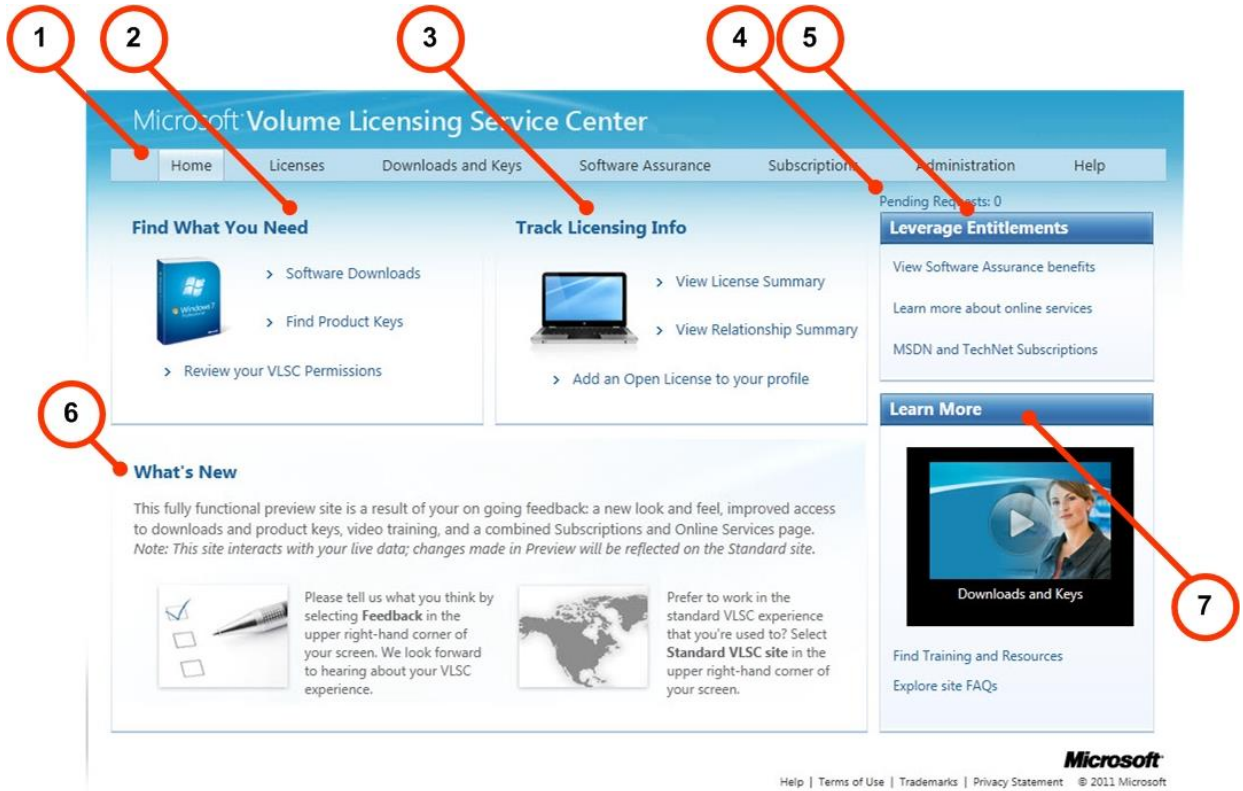 1
2
3
4
5
Microsoft Volume Licensing Service Center
Home Licenses Downloads and Keys Software Assurance Subscriptions Administration Help
Pending Requests: 0
Find What You Need
Software Downloads
Find Product Keys
Review your VLSC Permissions
Windows 7
Track Licensing Info
View License Summary
View Relationship Summary
Add an Open License to your profile
Leverage Entitlements
View Software Assurance benefits
Learn more about online services
MSDN and TechNet Subscriptions
6
What's New
This fully functional preview site is a result of your on going feedback: a new look and feel, improved access
to downloads and product keys, video training, and a combined Subscriptions and Online Services page.
Note: This site interacts with your live data; changes made in Preview will be reflected on the Standard site.
Please tell us what you think by
selecting Feedback in the
upper right-hand corner of
your screen. We look forward
to hearing about your VLSC
experience.
Prefer to work in the
standard VLSC experience
that you're used to? Select
Standard VLSC site in the
upper right-hand corner of
your screen.
Learn More
Downloads and Keys
7
Find Training and Resources
Explore site FAQs
Microsoft
Help | Terms of Use | Trademarks | Privacy Statement © 2011 Microsoft